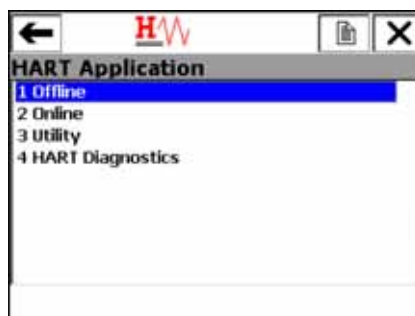 H
HART Application
1 Offline
2 Online
3 Utility
4 HART Diagnostics